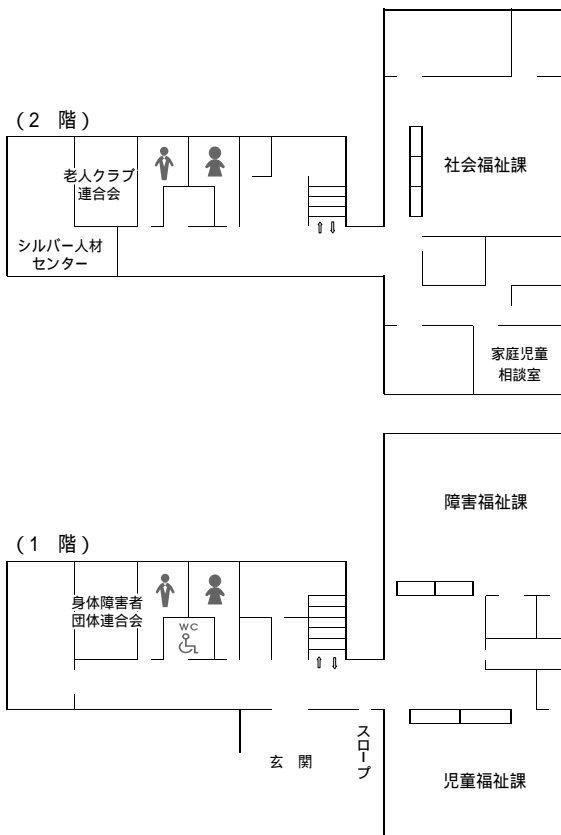 （２　階）
老人クラブ
連合会
社会福祉課
シルバー人材
センター
⇧⇩
家庭児童
相談室
障害福祉課
（１　階）
身体障害者
団体連合会
WC
⇧⇩
スロープ
玄　関
児童福祉課